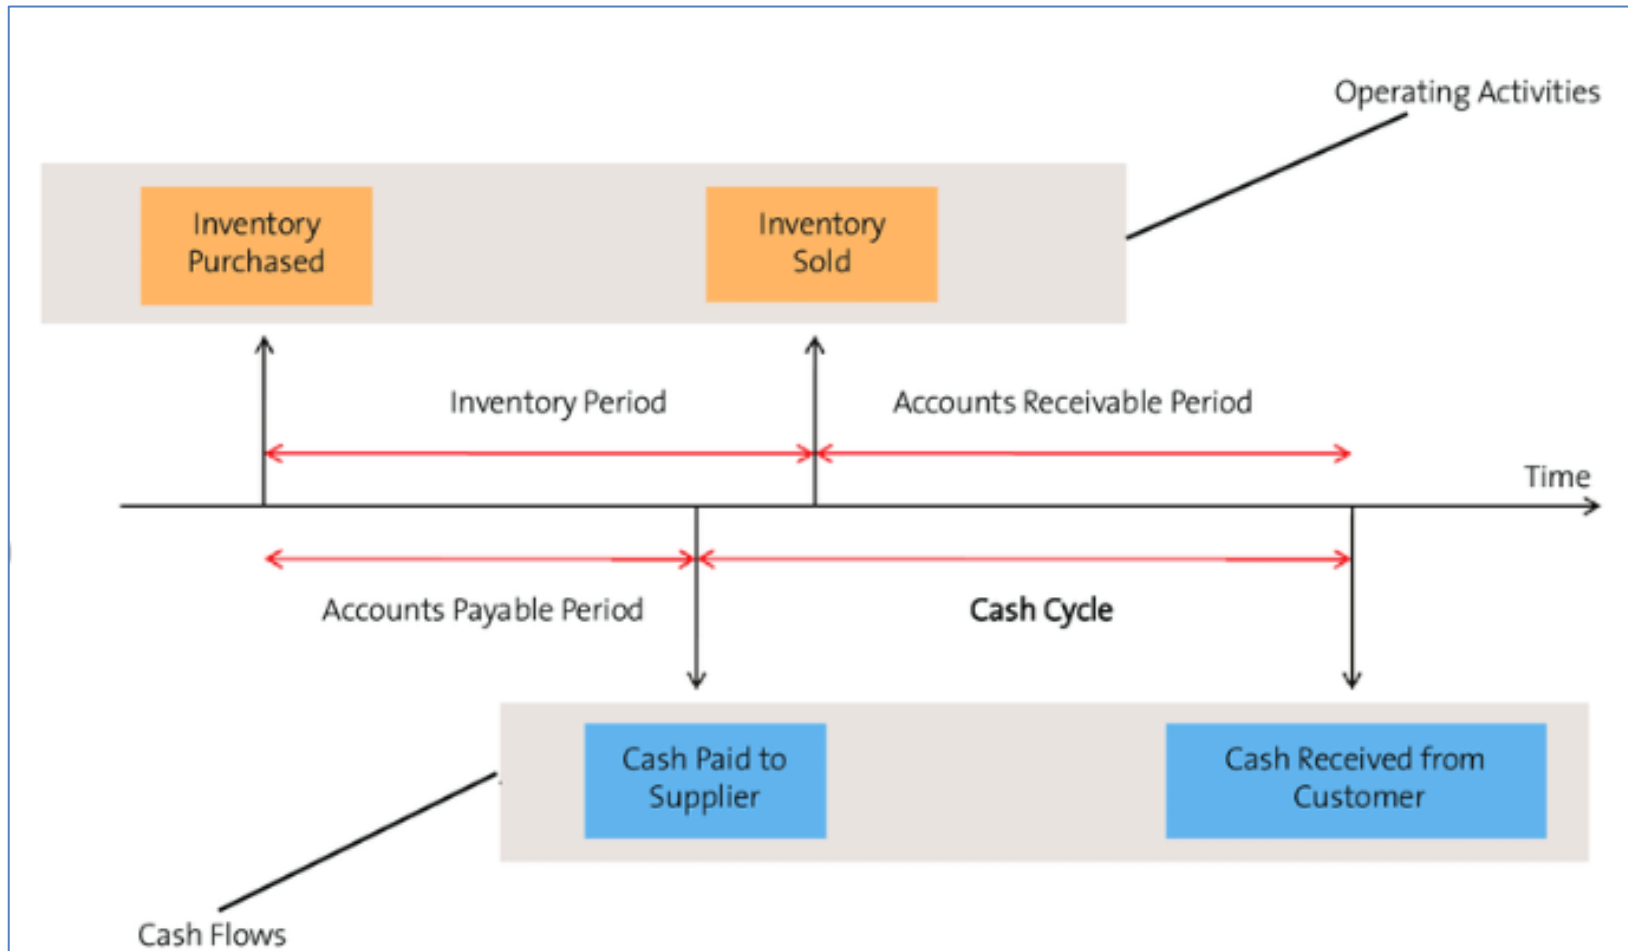 Operating Activities
Inventory
Purchased
Inventory
Sold
Inventory Period
Accounts Receivable Period
Time
Accounts Payable Period
Cash Cycle
Cash Paid to
Supplier
Cash Received from
Customer
Cash Flows